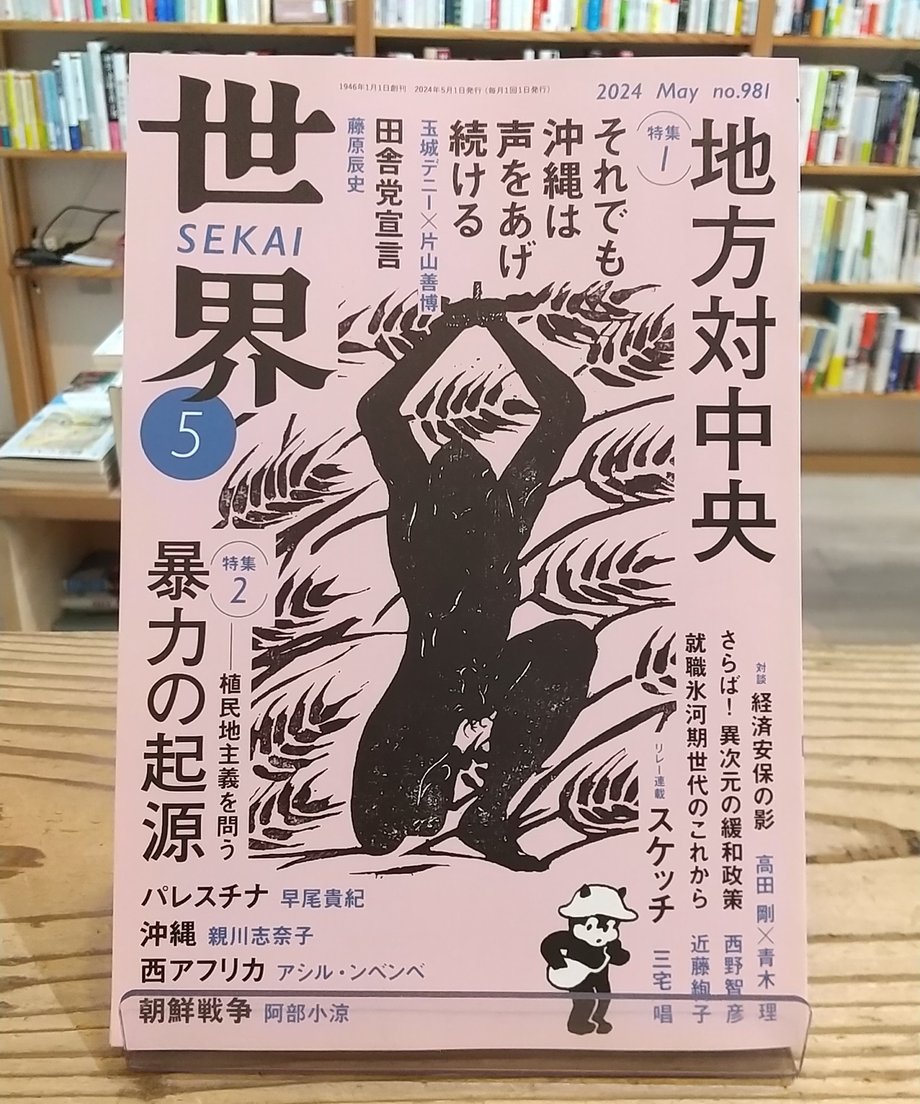 1946年1月1日創刊 2024年5月1日発行(毎月1回1日発行)
2024 May no.981
世界
SEKAI
5
特集1
地方対中央
それでも
沖縄は
声をあげ
続ける
玉城デニー×片山善博
田舎党宣言
藤原辰史
特集2
暴力の起源
──植民地主義を問う
パレスチナ 早尾貴紀
沖縄 親川志奈子
西アフリカ アシル・ンベンベ
朝鮮戦争 阿部小涼
対談 経済安保の影 高田 剛×青木 理
さらば!異次元の緩和政策 西野智彦
就職氷河期世代のこれから 近藤絢子
リレー連載 スケッチ 三宅 唱